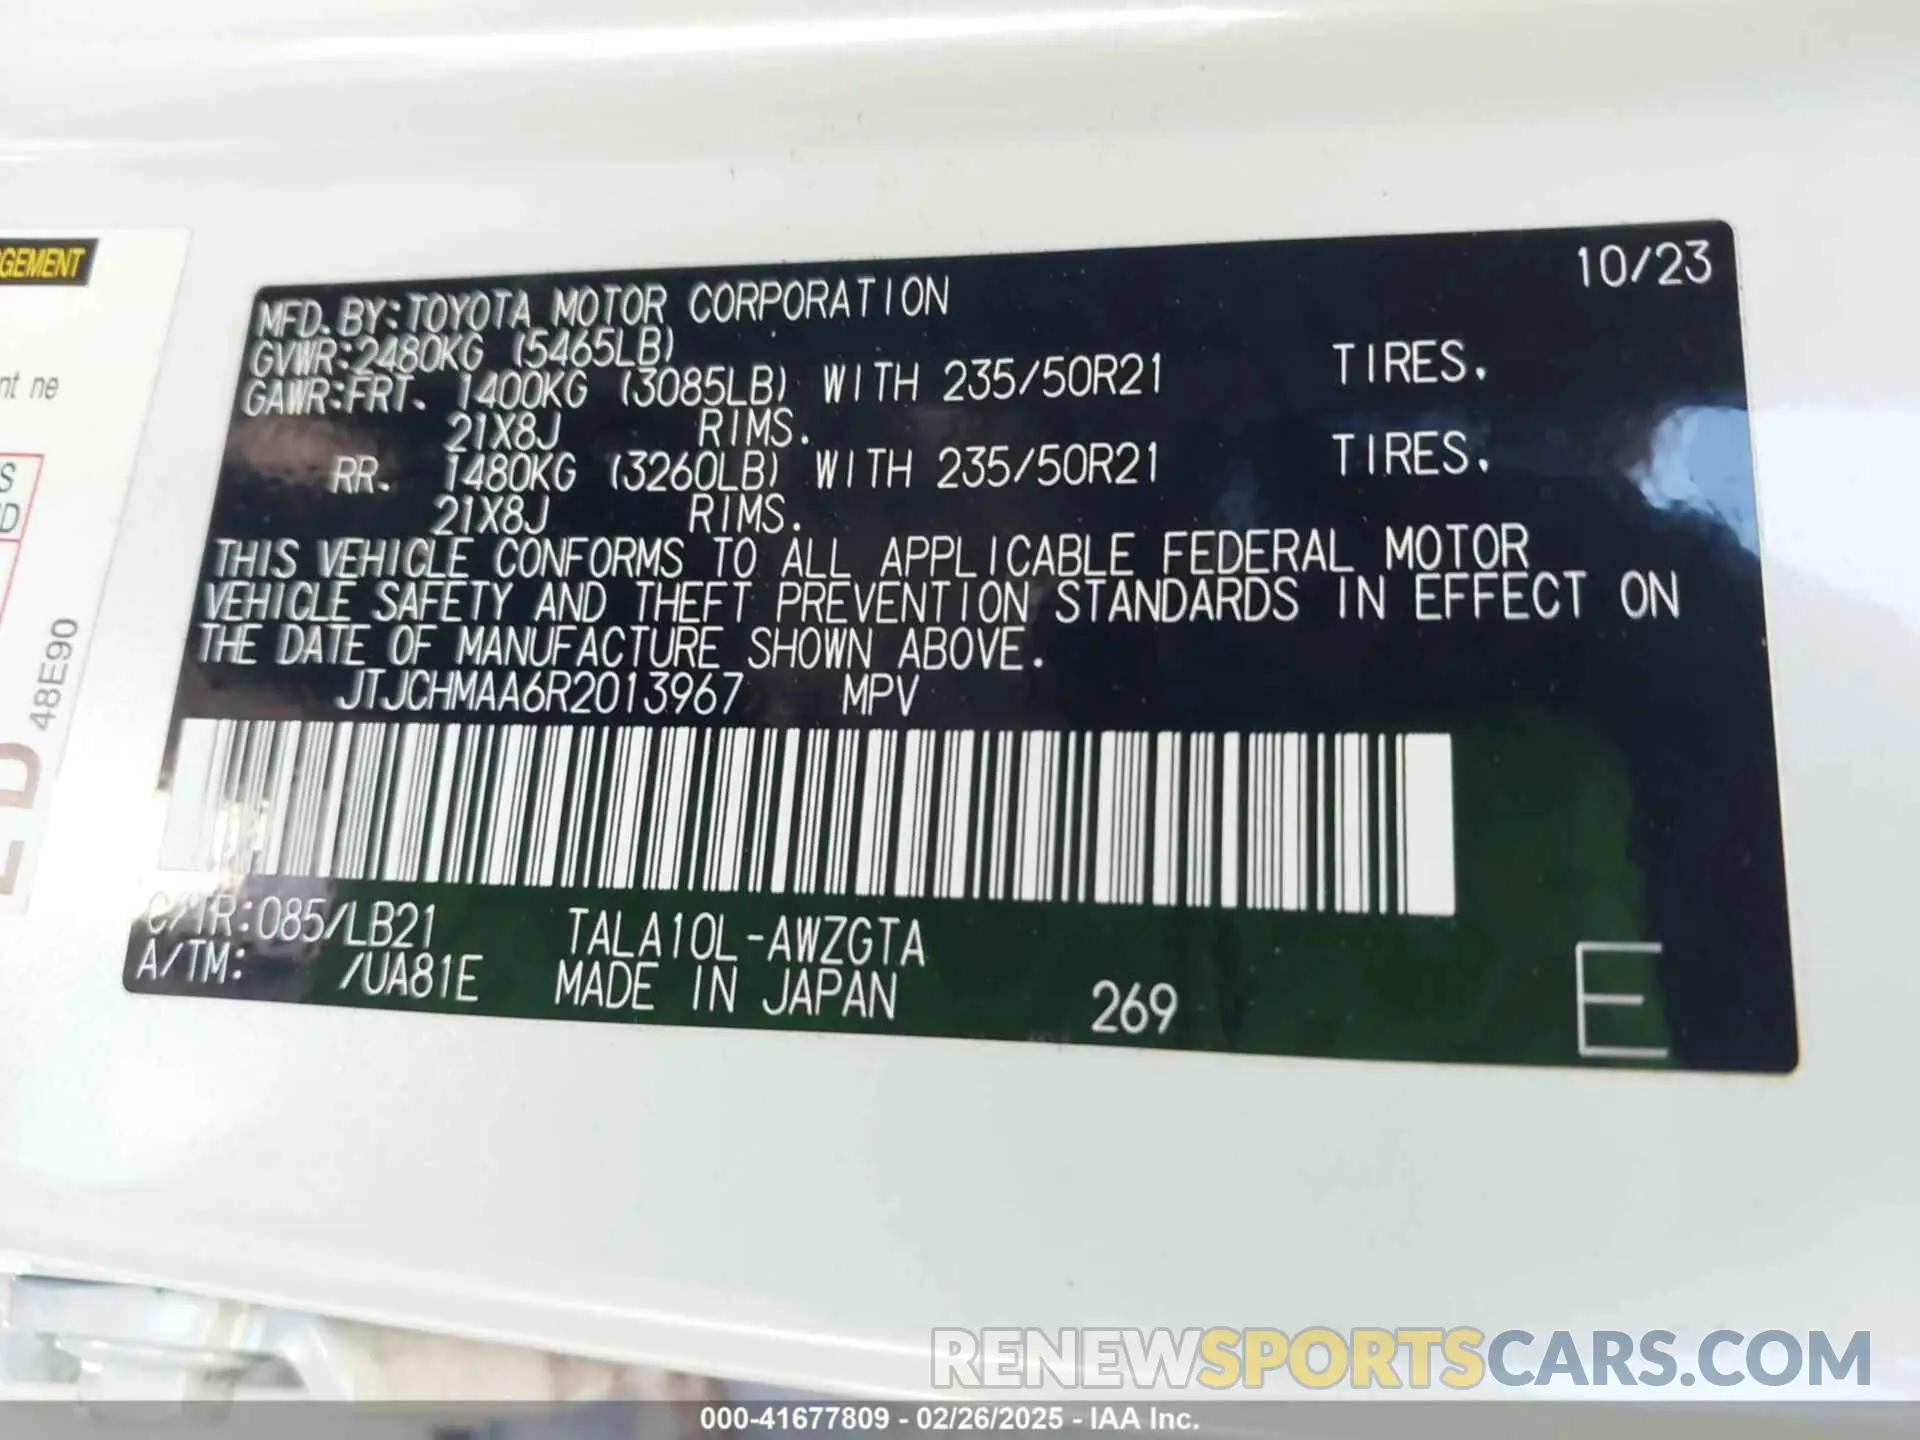 GEMENT
nt ne
S
D
48E90
MFD. BY:TOYOTA MOTOR CORPORATION 10/23
GVWR:2480KG (5465LB)
GAWR:FRT. 1400KG (3085LB) WITH 235/50R21 TIRES.
21X8J RIMS.
RR. 1480KG (3260LB) WITH 235/50R21 TIRES.
21X8J RIMS.
THIS VEHICLE CONFORMS TO ALL APPLICABLE FEDERAL MOTOR
VEHICLE SAFETY AND THEFT PREVENTION STANDARDS IN EFFECT ON
THE DATE OF MANUFACTURE SHOWN ABOVE.
JTJCHMAA6R2013967 MPV
C/TR:085/LB21 TALA10L-AWZGTA
A/TM: /UA81E MADE IN JAPAN 269 E
RENEWSPORTSCARS.COM
000-41677809 - 02/26/2025 - IAA Inc.